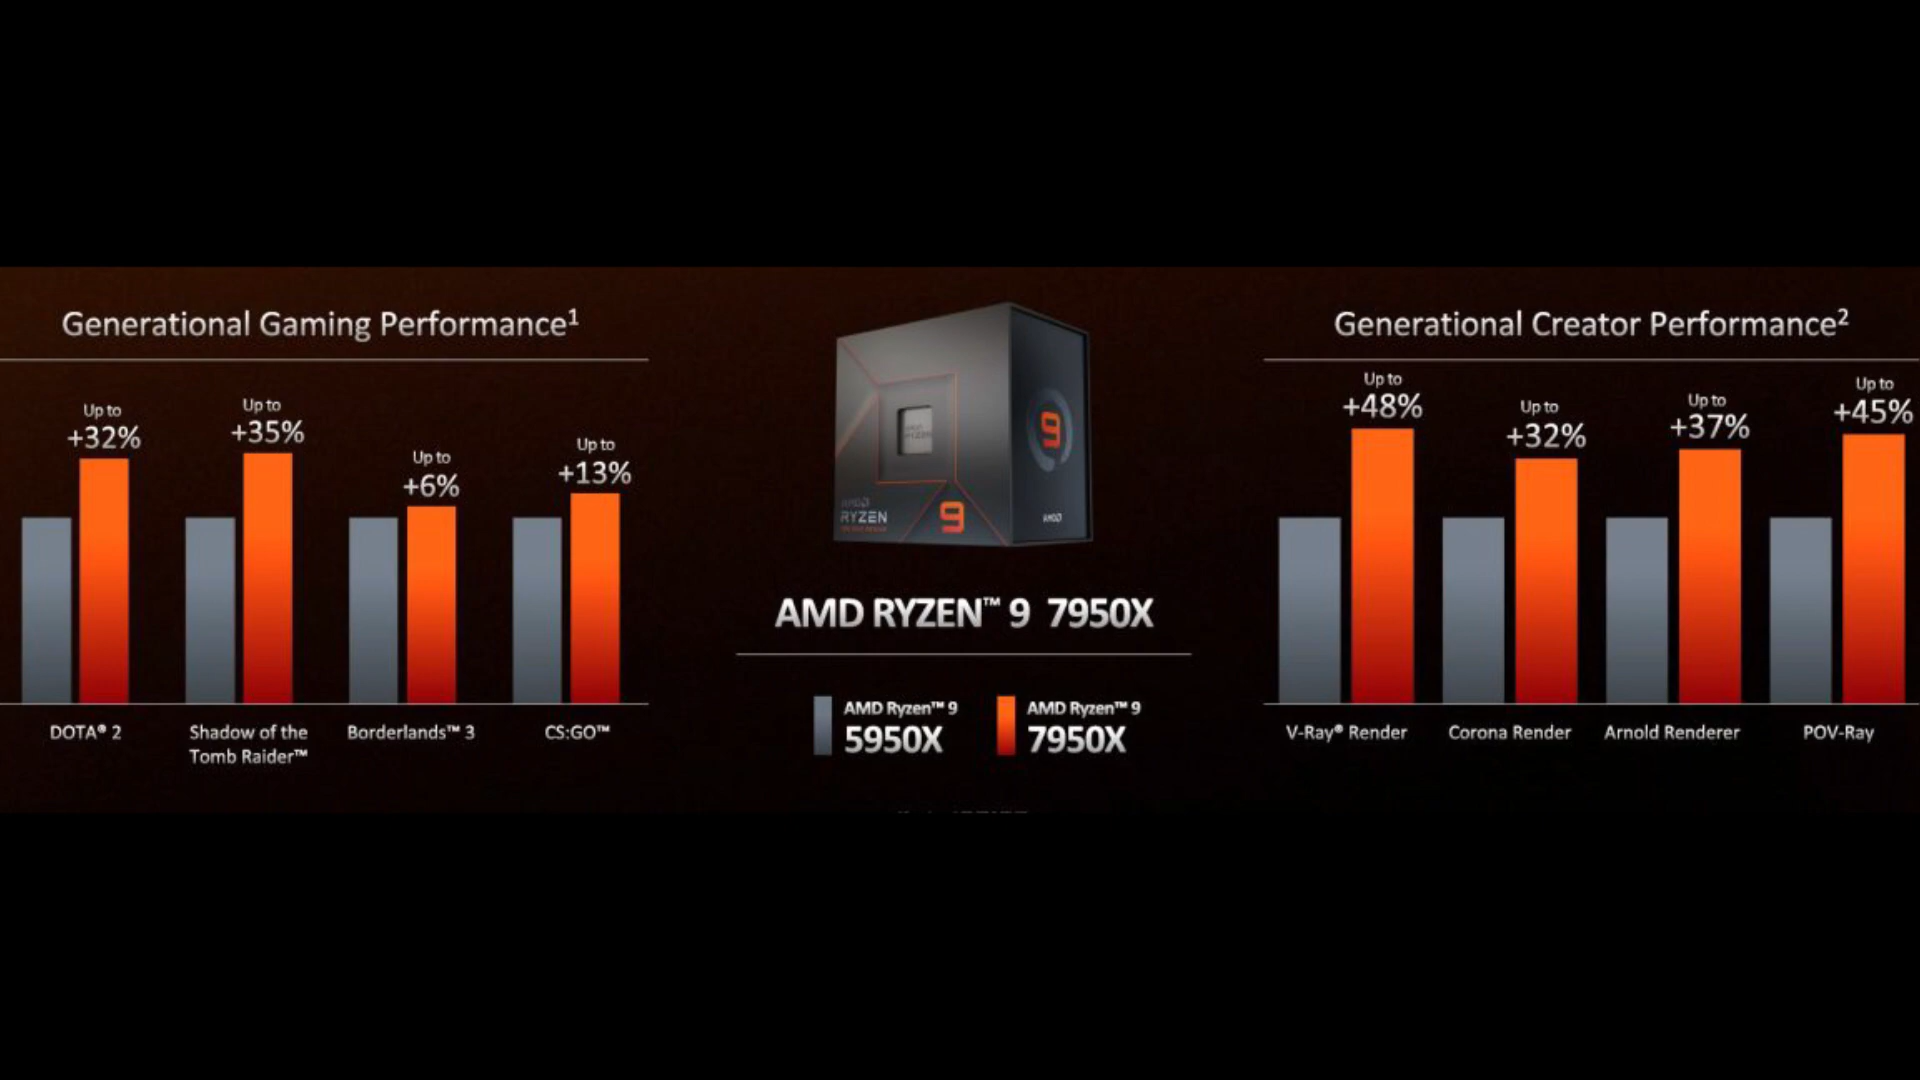 Generational Gaming Performance¹
Up to
+32%
Up to
+35%
Up to
+6%
Up to
+13%
DOTA® 2
Shadow of the
Tomb Raider™
Borderlands™ 3
CS:GO™
AMD
RYZEN
9
9
AMD
AMD RYZEN™ 9 7950X
AMD Ryzen™ 9
5950X
AMD Ryzen™ 9
7950X
Generational Creator Performance²
Up to
+48%
Up to
+32%
Up to
+37%
Up to
+45%
V-Ray® Render
Corona Render
Arnold Renderer
POV-Ray